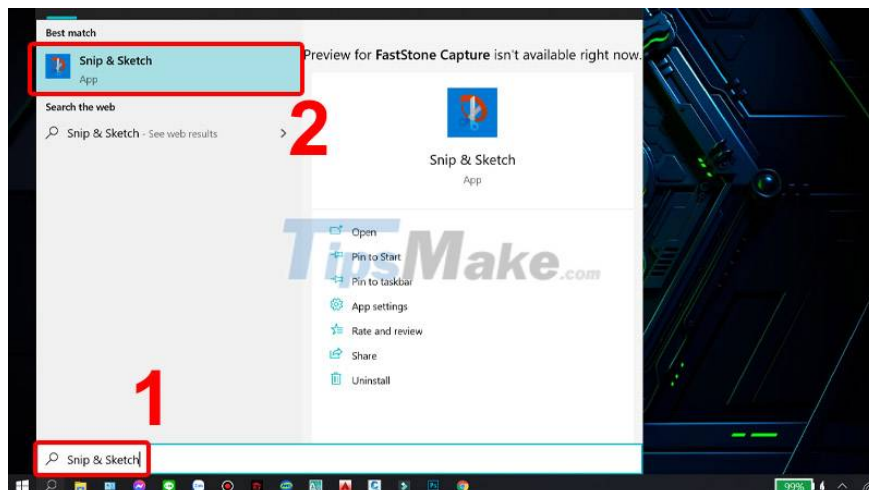 Best match
Snip & Sketch
App
Search the web
Snip & Sketch - See web results
2
Preview for FastStone Capture isn't available right now.
Snip & Sketch
App
Open
Pin to Start
Pin to taskbar
App settings
Rate and review
Share
Uninstall
TipsMake.com
1
Snip & Sketch
99%